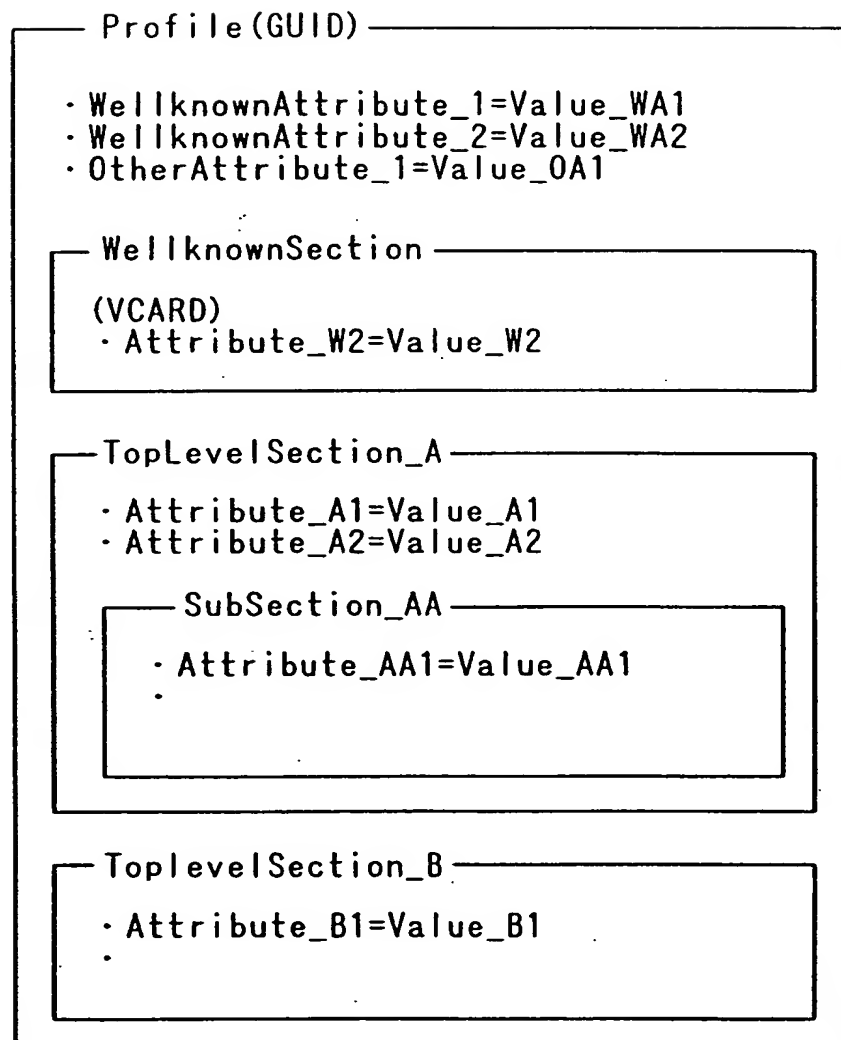 Profile(GUID)
・WellknownAttribute_1=Value_WA1
・WellknownAttribute_2=Value_WA2
・OtherAttribute_1=Value_OA1
WellknownSection
(VCARD)
・Attribute_W2=Value_W2
TopLevelSection_A
・Attribute_A1=Value_A1
・Attribute_A2=Value_A2
SubSection_AA
・Attribute_AA1=Value_AA1
・
ToplevelSection_B
・Attribute_B1=Value_B1
・